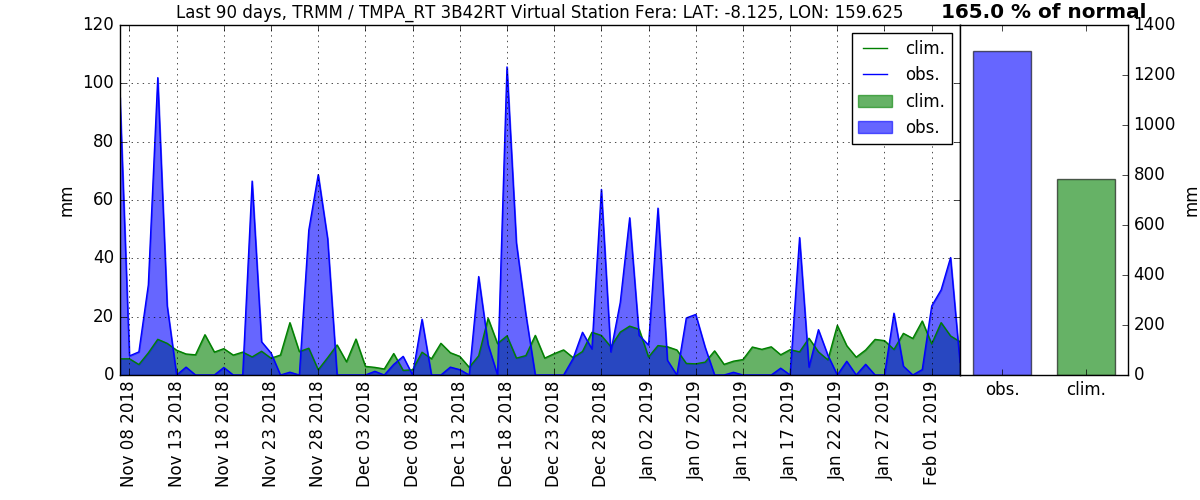 Last 90 days, TRMM / TMPA_RT 3B42RT Virtual Station Fera: LAT: -8.125, LON: 159.625
165.0 % of normal
mm
120
100
80
60
40
20
0
clim.
obs.
clim.
obs.
Nov 08 2018
Nov 13 2018
Nov 18 2018
Nov 23 2018
Nov 28 2018
Dec 03 2018
Dec 08 2018
Dec 13 2018
Dec 18 2018
Dec 23 2018
Dec 28 2018
Jan 02 2019
Jan 07 2019
Jan 12 2019
Jan 17 2019
Jan 22 2019
Jan 27 2019
Feb 01 2019
1400
1200
1000
800
600
400
200
0
mm
obs.
clim.